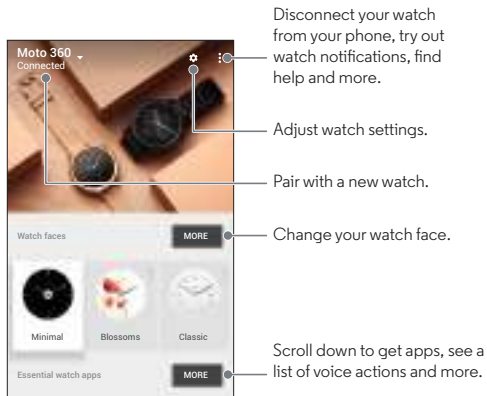 Disconnect your watch
from your phone, try out
watch notifications, find
help and more.
Moto 360
Connected
Adjust watch settings.
Pair with a new watch.
Watch faces
MORE
Change your watch face.
Minimal
Blossoms
Classic
Essential watch apps
MORE
Scroll down to get apps, see a
list of voice actions and more.